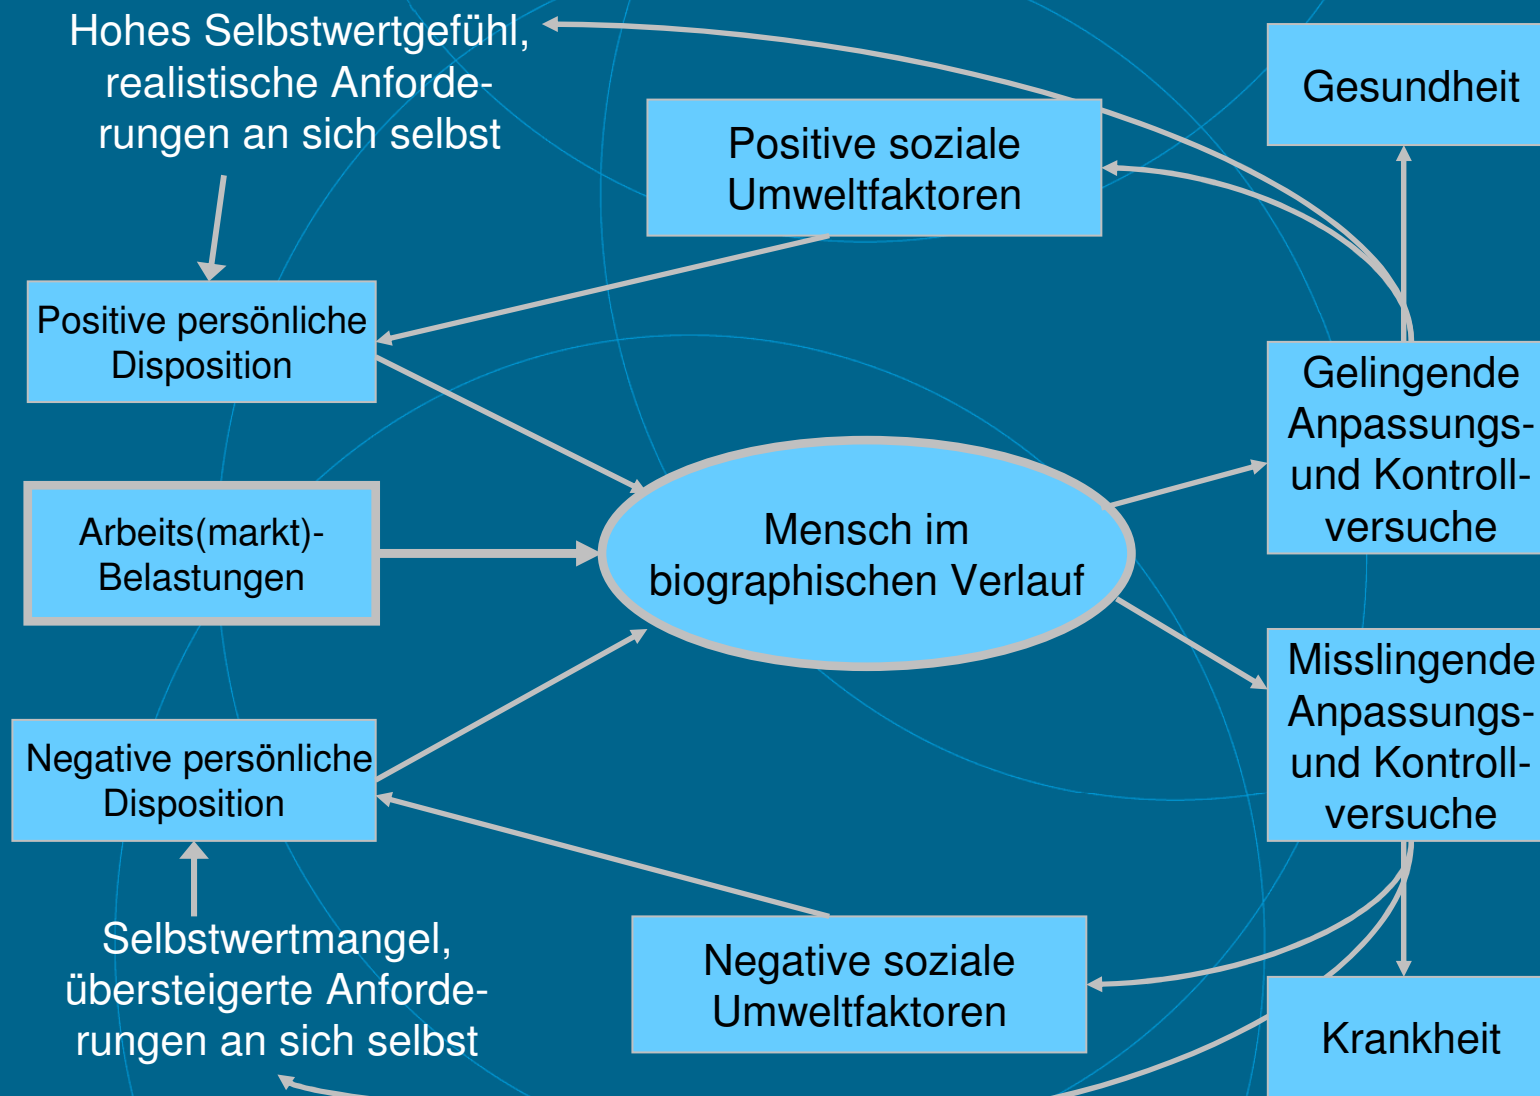 Hohes Selbstwertgefühl,
realistische Anforde-
rungen an sich selbst
Positive soziale
Umweltfaktoren
Gesundheit
Positive persönliche
Disposition
Gelingende
Anpassungs-
und Kontroll-
versuche
Arbeits(markt)-
Belastungen
Mensch im
biographischen Verlauf
Misslingende
Anpassungs-
und Kontroll-
versuche
Negative persönliche
Disposition
Selbstwertmangel,
übersteigerte Anforde-
rungen an sich selbst
Negative soziale
Umweltfaktoren
Krankheit